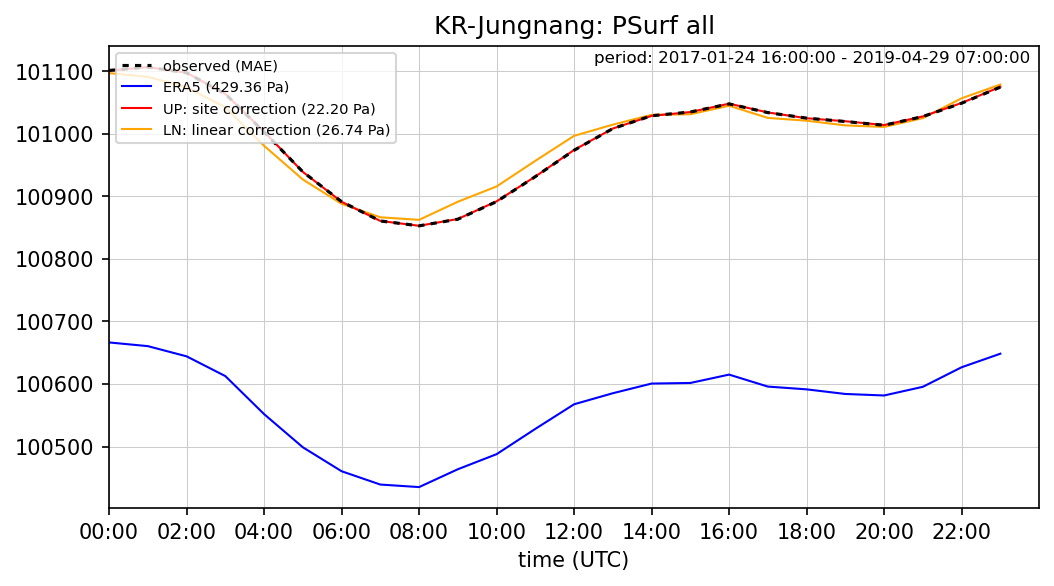 KR-Jungnang: PSurf all
period: 2017-01-24 16:00:00 - 2019-04-29 07:00:00
observed (MAE)
ERA5 (429.36 Pa)
UP: site correction (22.20 Pa)
LN: linear correction (26.74 Pa)
101100
101000
100900
100800
100700
100600
100500
00:00 02:00 04:00 06:00 08:00 10:00 12:00 14:00 16:00 18:00 20:00 22:00
time (UTC)